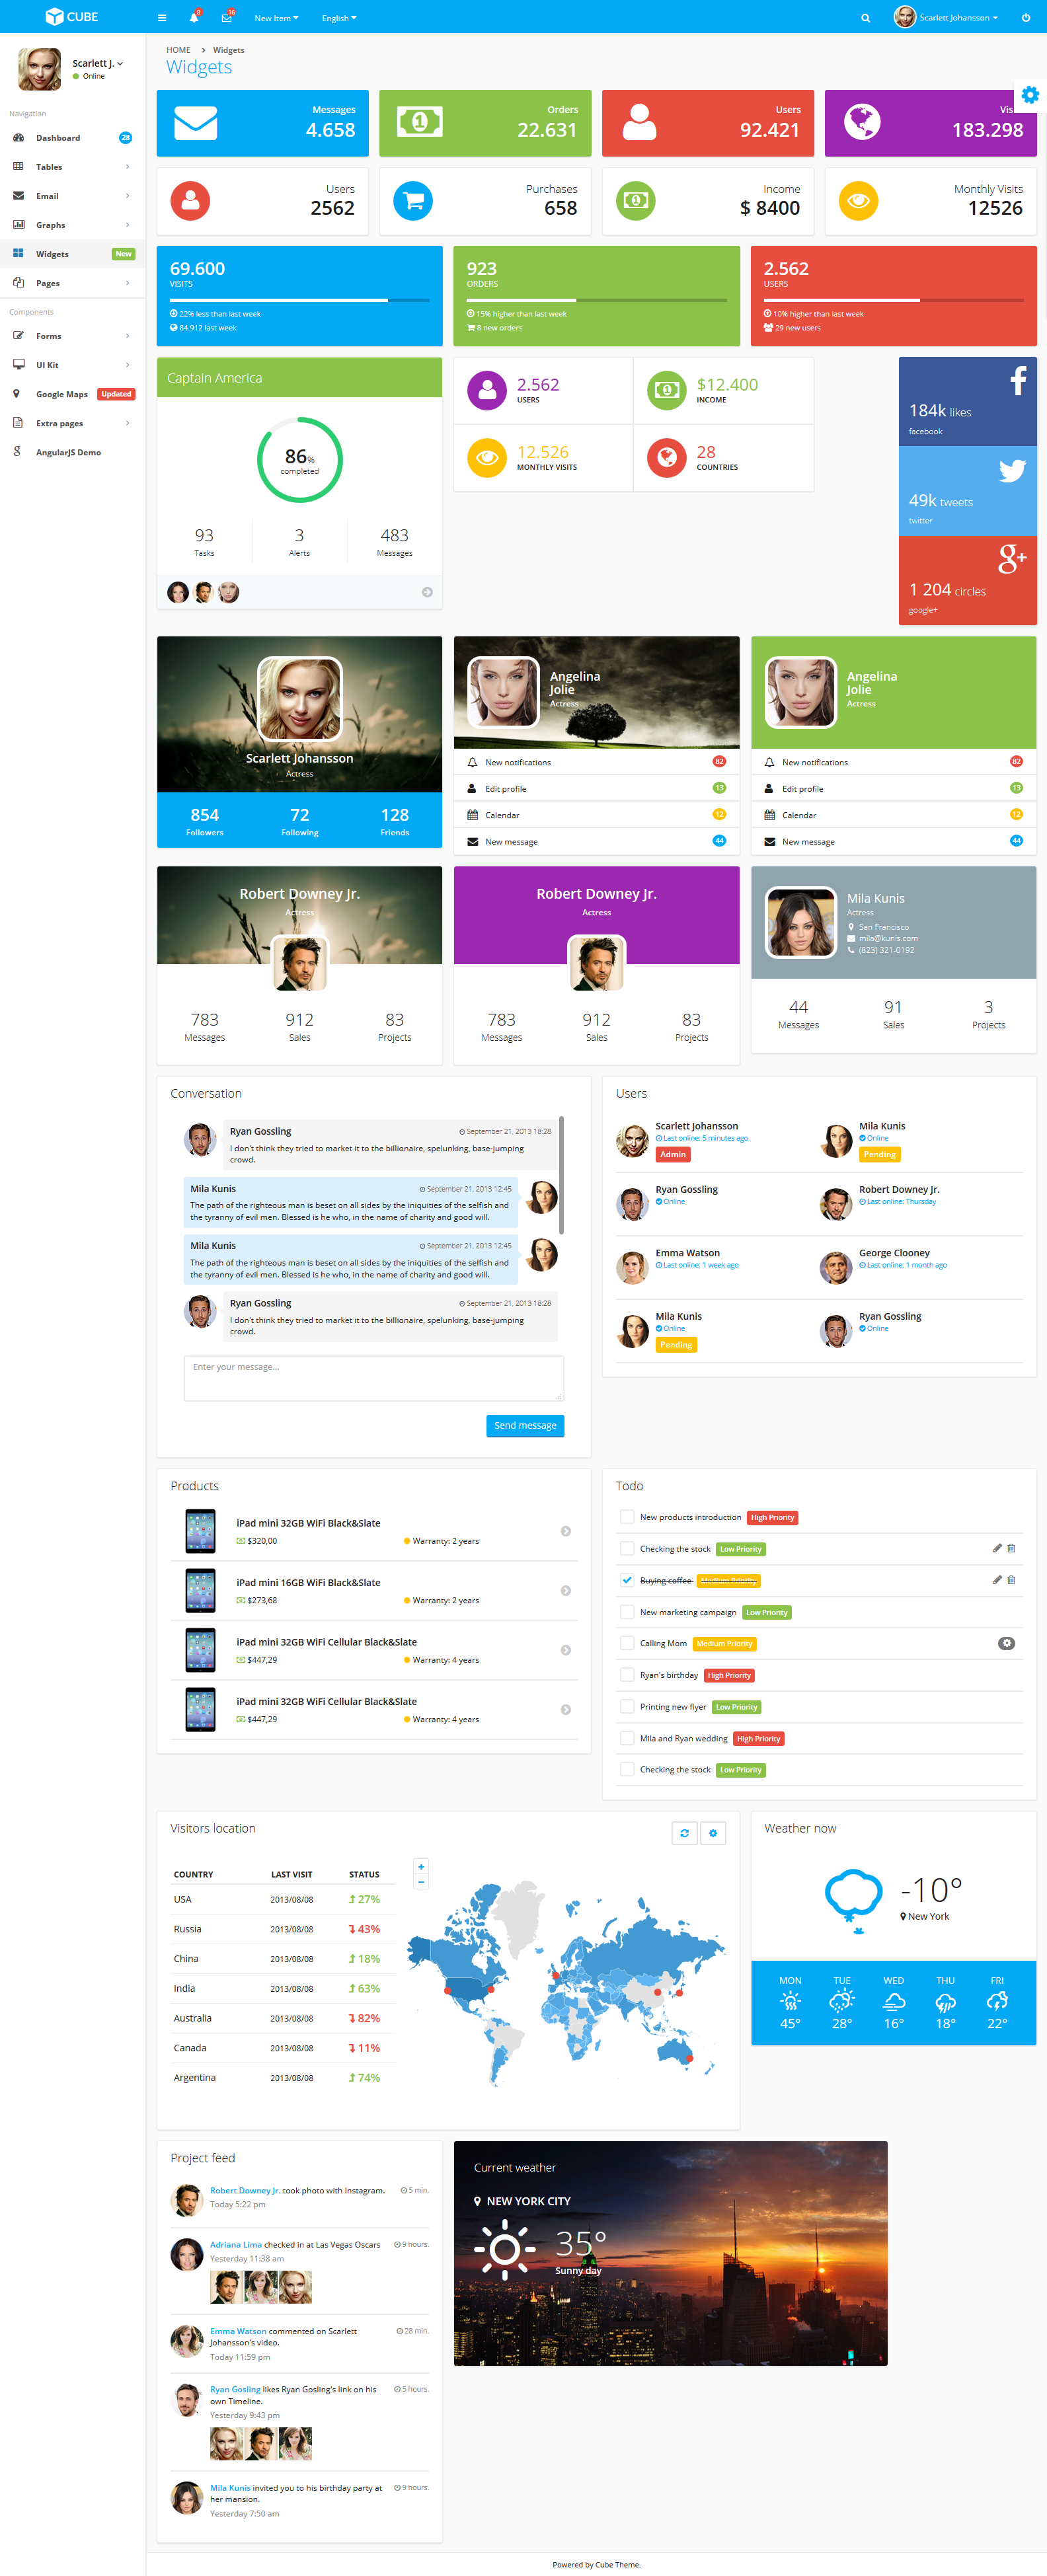 CUBE
8
16
New Item
English
Scarlett Johansson
Scarlett J.
Online
Navigation
Dashboard 28
Tables
Email
Graphs
Widgets New
Pages
Components
Forms
UI Kit
Google Maps Updated
Extra pages
AngularJS Demo
HOME > Widgets
Widgets
Messages
4.658
Orders
22.631
Users
92.421
Vis
183.298
Users
2562
Purchases
658
Income
$ 8400
Monthly Visits
12526
69.600
VISITS
22% less than last week
84.912 last week
923
ORDERS
15% higher than last week
8 new orders
2.562
USERS
10% higher than last week
29 new users
Captain America
86%
completed
93
Tasks
3
Alerts
483
Messages
2.562
USERS
$12.400
INCOME
12.526
MONTHLY VISITS
28
COUNTRIES
184k likes
facebook
49k tweets
twitter
1 204 circles
google+
Scarlett Johansson
Actress
854
Followers
72
Following
128
Friends
Angelina
Jolie
Actress
New notifications 82
Edit profile 13
Calendar 12
New message 44
Angelina
Jolie
Actress
New notifications 82
Edit profile 13
Calendar 12
New message 44
Robert Downey Jr.
Actress
783
Messages
912
Sales
83
Projects
Robert Downey Jr.
Actress
783
Messages
912
Sales
83
Projects
Mila Kunis
Actress
San Francisco
mila@kunis.com
(823) 321-0192
44
Messages
91
Sales
3
Projects
Conversation
Ryan Gossling September 21, 2013 18:28
I don't think they tried to market it to the billionaire, spelunking, base-jumping
crowd.
Mila Kunis September 21, 2013 12:45
The path of the righteous man is beset on all sides by the iniquities of the selfish and
the tyranny of evil men. Blessed is he who, in the name of charity and good will.
Mila Kunis September 21, 2013 12:45
The path of the righteous man is beset on all sides by the iniquities of the selfish and
the tyranny of evil men. Blessed is he who, in the name of charity and good will.
Ryan Gossling September 21, 2013 18:28
I don't think they tried to market it to the billionaire, spelunking, base-jumping
crowd.
Enter your message...
Send message
Users
Scarlett Johansson
Last online: 5 minutes ago
Admin
Mila Kunis
Online
Pending
Ryan Gossling
Online
Robert Downey Jr.
Last online: Thursday
Emma Watson
Last online: 1 week ago
George Clooney
Last online: 1 month ago
Mila Kunis
Online
Pending
Ryan Gossling
Online
Products
iPad mini 32GB WiFi Black&Slate
$320,00 Warranty: 2 years
iPad mini 16GB WiFi Black&Slate
$273,68 Warranty: 2 years
iPad mini 32GB WiFi Cellular Black&Slate
$447,29 Warranty: 4 years
iPad mini 32GB WiFi Cellular Black&Slate
$447,29 Warranty: 4 years
Todo
New products introduction High Priority
Checking the stock Low Priority
Buying coffee Medium Priority
New marketing campaign Low Priority
Calling Mom Medium Priority
Ryan's birthday High Priority
Printing new flyer Low Priority
Mila and Ryan wedding High Priority
Checking the stock Low Priority
Visitors location
COUNTRY LAST VISIT STATUS
USA 2013/08/08 27%
Russia 2013/08/08 43%
China 2013/08/08 18%
India 2013/08/08 63%
Australia 2013/08/08 82%
Canada 2013/08/08 11%
Argentina 2013/08/08 74%
+
−
Weather now
-10°
New York
MON TUE WED THU FRI
45° 28° 16° 18° 22°
Project feed
Robert Downey Jr. took photo with Instagram. 5 min.
Today 5:22 pm
Adriana Lima checked in at Las Vegas Oscars 9 hours.
Yesterday 11:38 am
Emma Watson commented on Scarlett 28 min.
Johansson's video.
Today 11:59 pm
Ryan Gosling likes Ryan Gosling's link on his 5 hours.
own Timeline.
Yesterday 9:43 pm
Mila Kunis invited you to his birthday party at 9 hours.
her mansion.
Yesterday 7:50 am
Current weather
NEW YORK CITY
35°
Sunny day
Powered by Cube Theme.